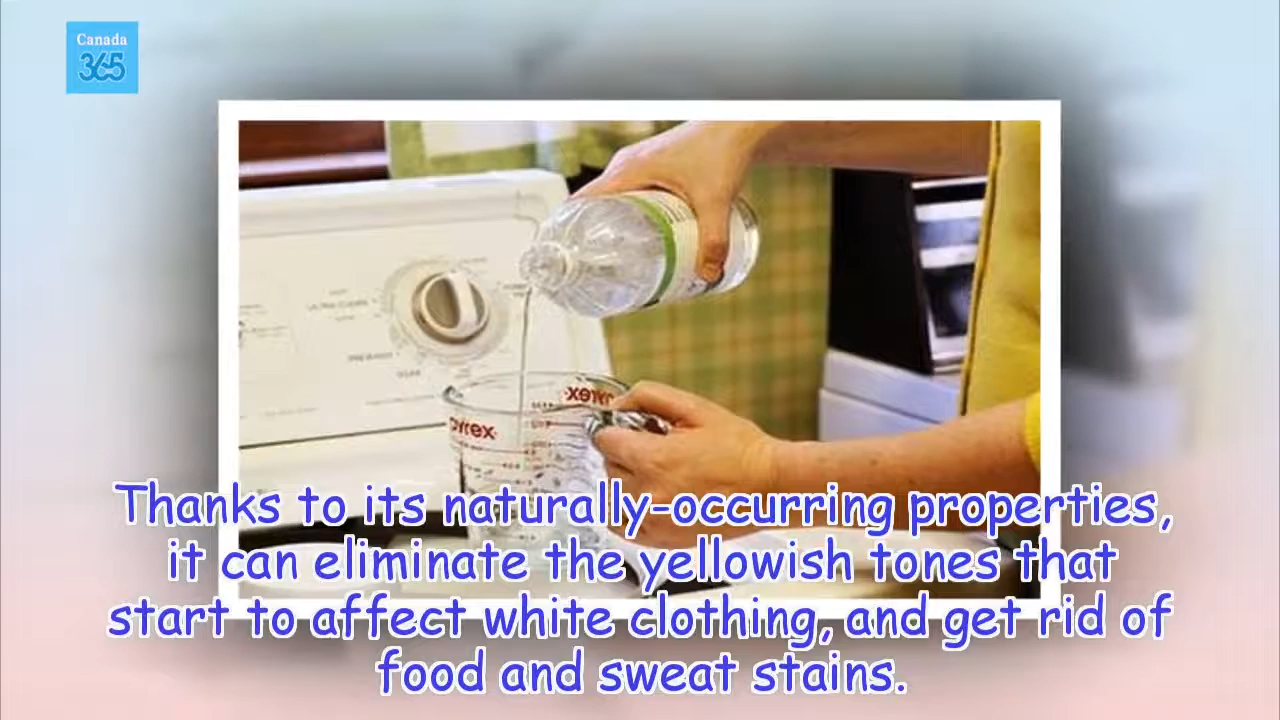 Canada
365
pyrex
pyrex
Thanks to its naturally-occurring properties,
it can eliminate the yellowish tones that
start to affect white clothing, and get rid of
food and sweat stains.